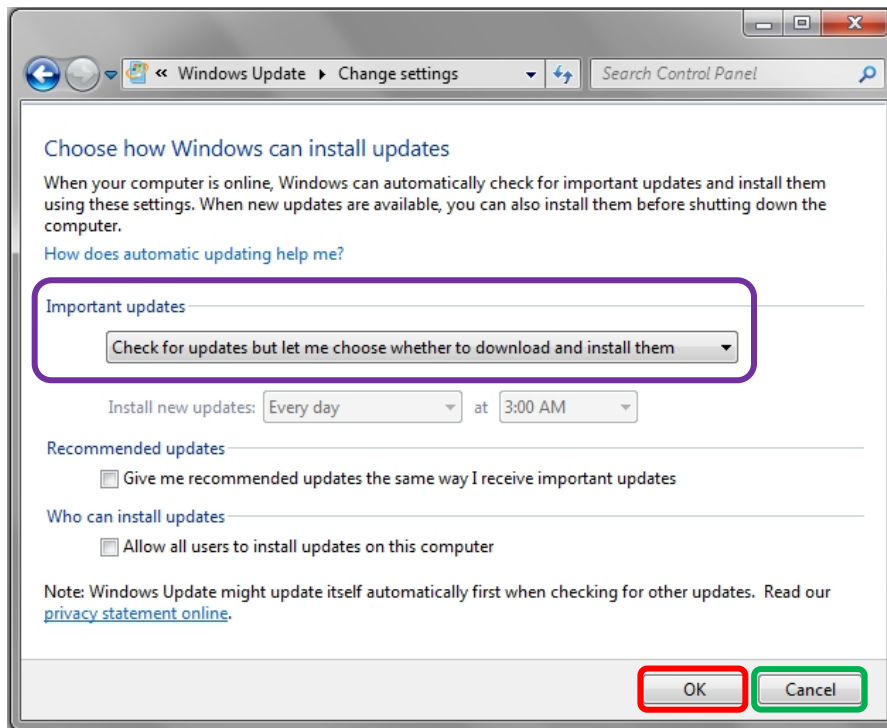 « Windows Update ▸ Change settings
Search Control Panel
Choose how Windows can install updates
When your computer is online, Windows can automatically check for important updates and install them
using these settings. When new updates are available, you can also install them before shutting down the
computer.
How does automatic updating help me?
Important updates
Check for updates but let me choose whether to download and install them
Install new updates: Every day at 3:00 AM
Recommended updates
Give me recommended updates the same way I receive important updates
Who can install updates
Allow all users to install updates on this computer
Note: Windows Update might update itself automatically first when checking for other updates. Read our
privacy statement online.
OK Cancel